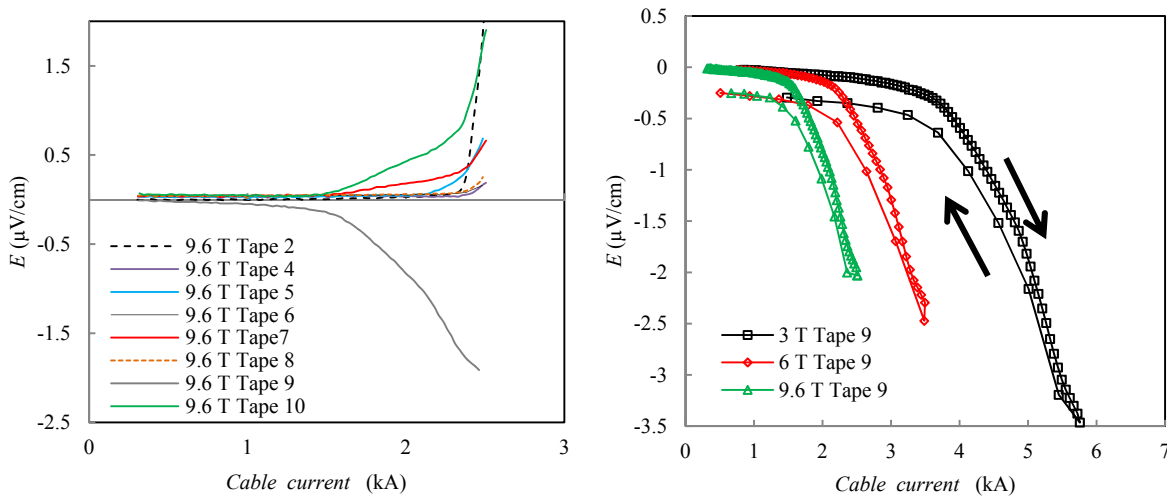 1.5
0.5
-0.5
-1.5
-2.5
E (μV/cm)
9.6 T Tape 2
9.6 T Tape 4
9.6 T Tape 5
9.6 T Tape 6
9.6 T Tape7
9.6 T Tape 8
9.6 T Tape 9
9.6 T Tape 10
0 1 2 3
Cable current (kA)
0.5
0
-0.5
-1
-1.5
-2
-2.5
-3
-3.5
E (μV/cm)
3 T Tape 9
6 T Tape 9
9.6 T Tape 9
0 1 2 3 4 5 6 7
Cable current (kA)